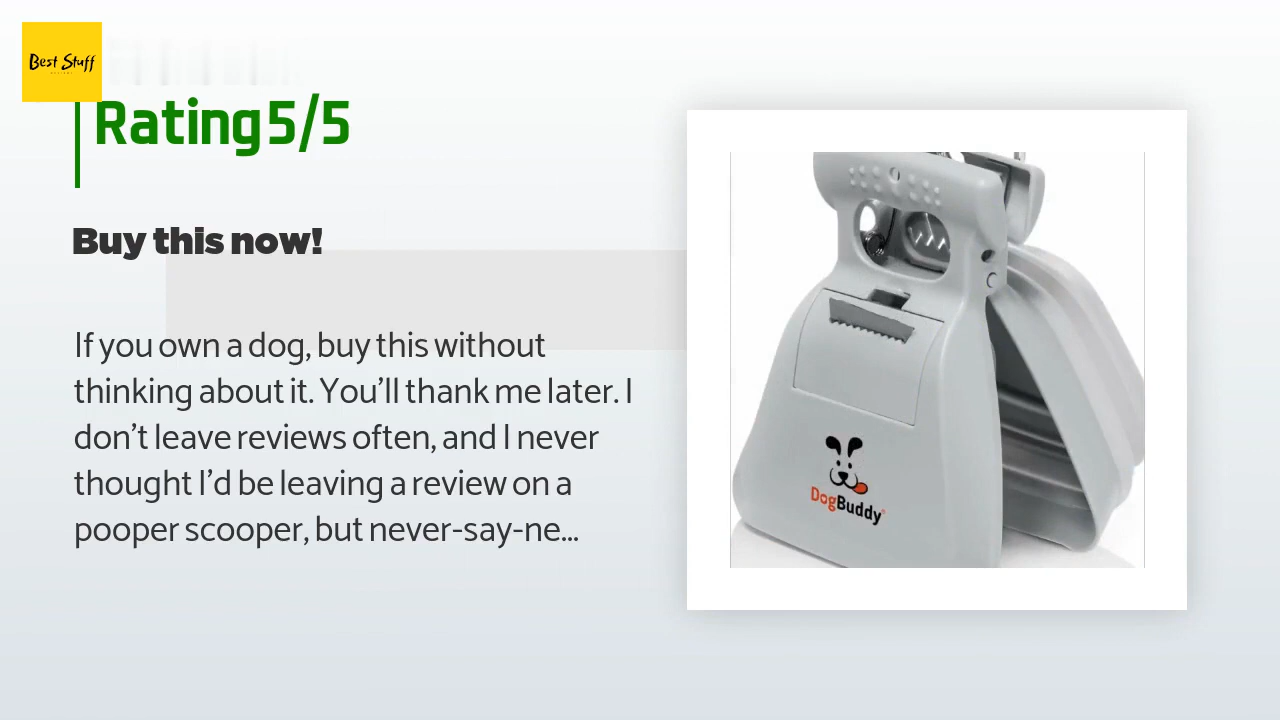 Best Stuff
Rating 5/5
Buy this now!
If you own a dog, buy this without
thinking about it. You'll thank me later. I
don't leave reviews often, and I never
thought I'd be leaving a review on a
pooper scooper, but never-say-ne...
DogBuddy